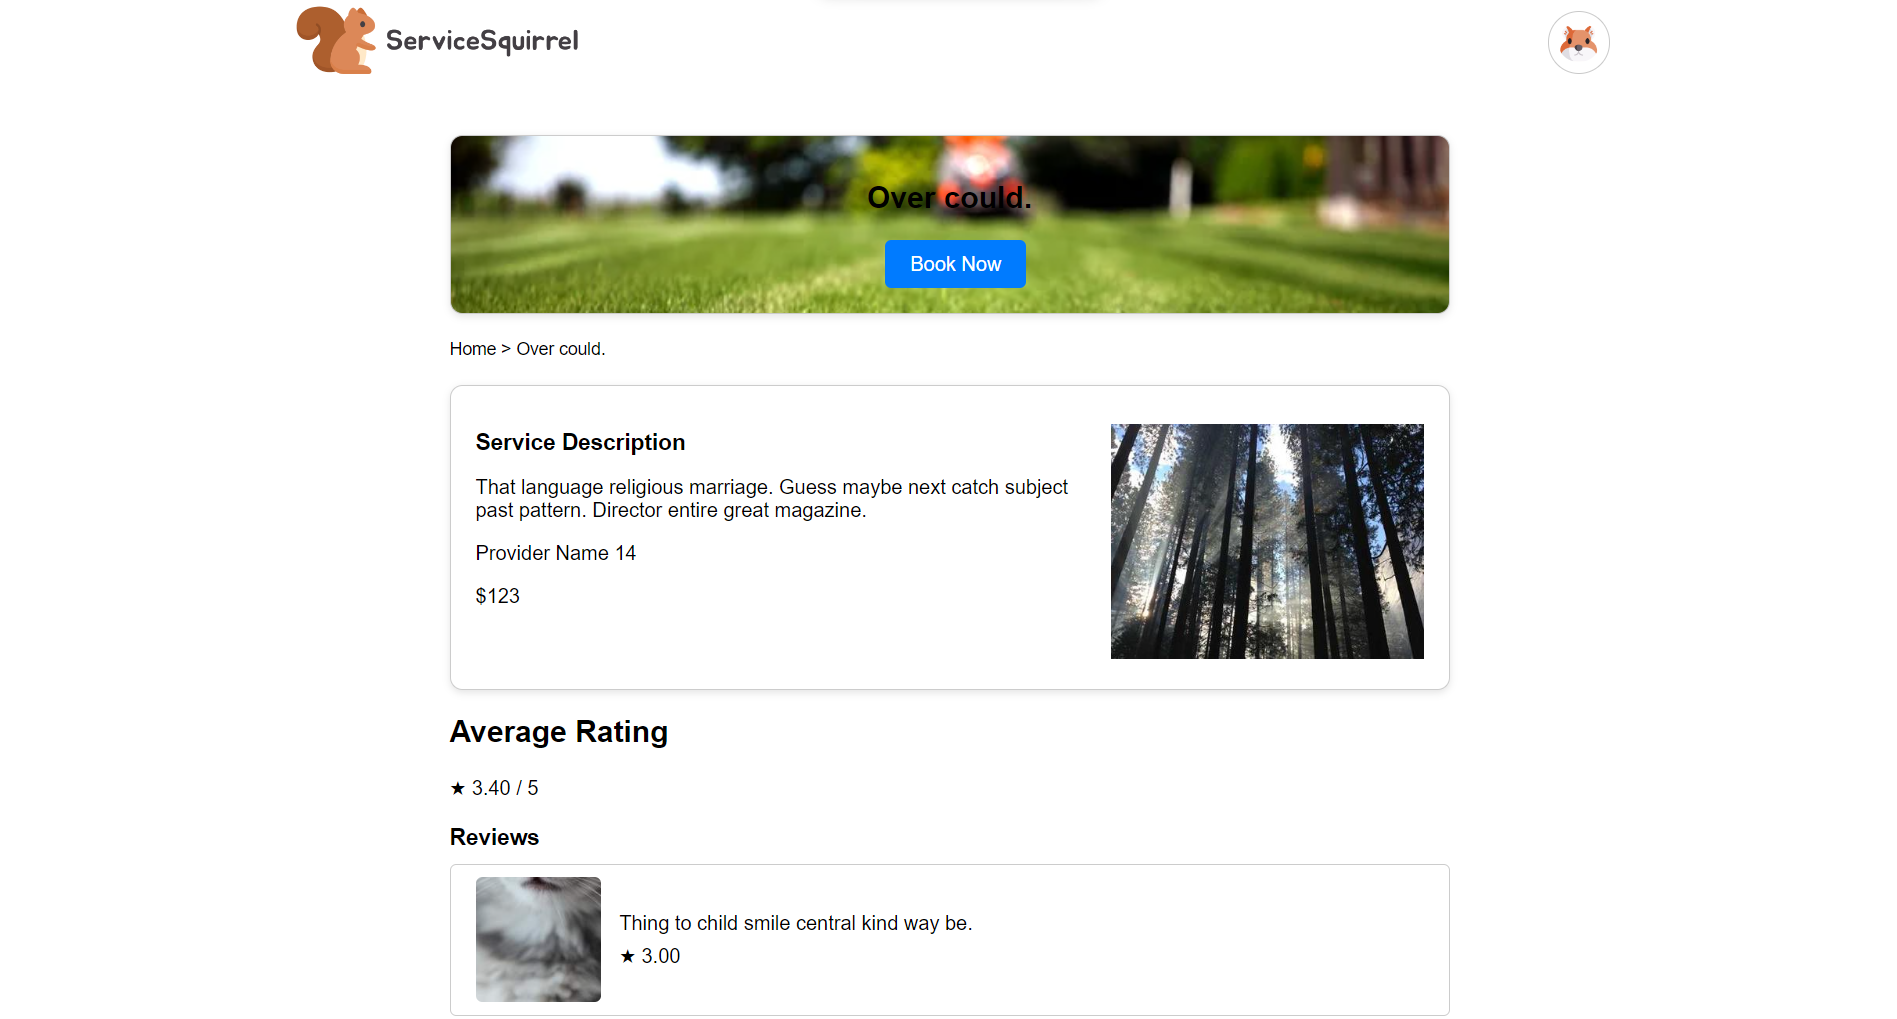 ServiceSquirrel
Over could.
Book Now
Home > Over could.
Service Description
That language religious marriage. Guess maybe next catch subject
past pattern. Director entire great magazine.
Provider Name 14
$123
Average Rating
★ 3.40 / 5
Reviews
Thing to child smile central kind way be.
★ 3.00